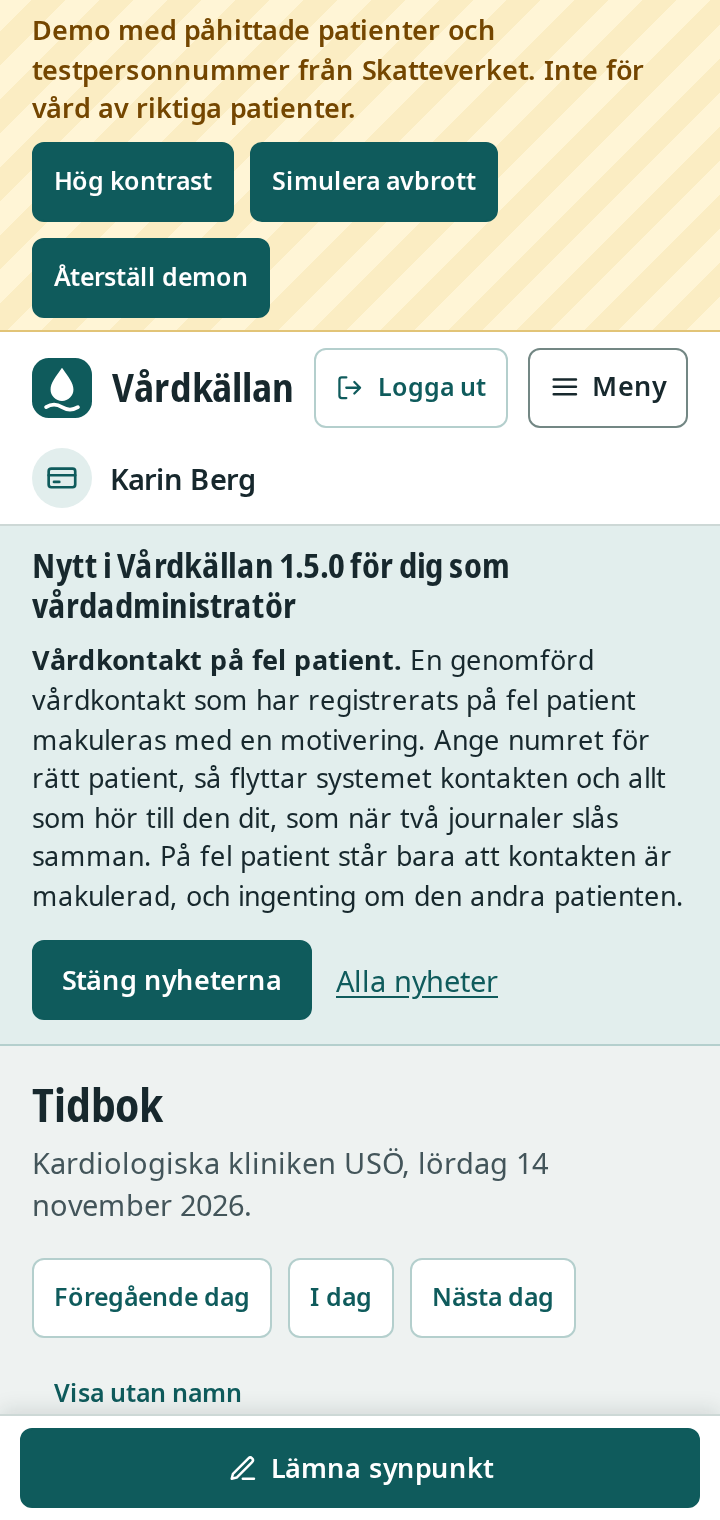 Demo med påhittade patienter och
testpersonnummer från Skatteverket. Inte för
vård av riktiga patienter.
Hög kontrast
Simulera avbrott
Återställ demon
Vårdkällan
Logga ut
Meny
Karin Berg
Nytt i Vårdkällan 1.5.0 för dig som
vårdadministratör
Vårdkontakt på fel patient. En genomförd
vårdkontakt som har registrerats på fel patient
makuleras med en motivering. Ange numret för
rätt patient, så flyttar systemet kontakten och allt
som hör till den dit, som när två journaler slås
samman. På fel patient står bara att kontakten är
makulerad, och ingenting om den andra patienten.
Stäng nyheterna
Alla nyheter
Tidbok
Kardiologiska kliniken USÖ, lördag 14
november 2026.
Föregående dag
I dag
Nästa dag
Visa utan namn
Lämna synpunkt